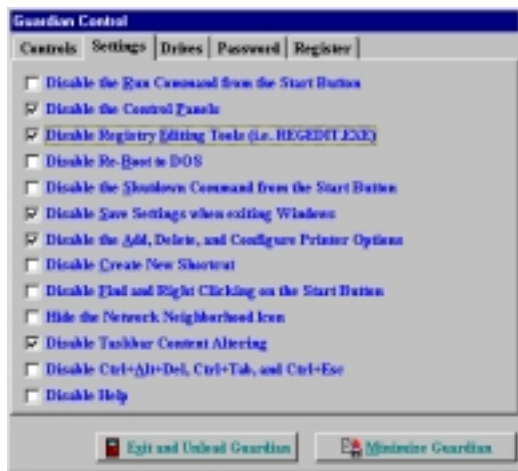 Guardian Control
Controls Settings Drives Password Register
Disable the Run Command from the Start Button
Disable the Control Panels
Disable Registry Editing Tools (i.e. REGEDIT.EXE)
Disable Re-Boot to DOS
Disable the Shutdown Command from the Start Button
Disable Save Settings when exiting Windows
Disable the Add, Delete, and Configure Printer Options
Disable Create New Shortcut
Disable Find and Right Clicking on the Start Button
Hide the Network Neighborhood Icon
Disable Taskbar Content Altering
Disable Ctrl+Alt+Del, Ctrl+Tab, and Ctrl+Esc
Disable Help
Exit and Unload Guardian Minimize Guardian